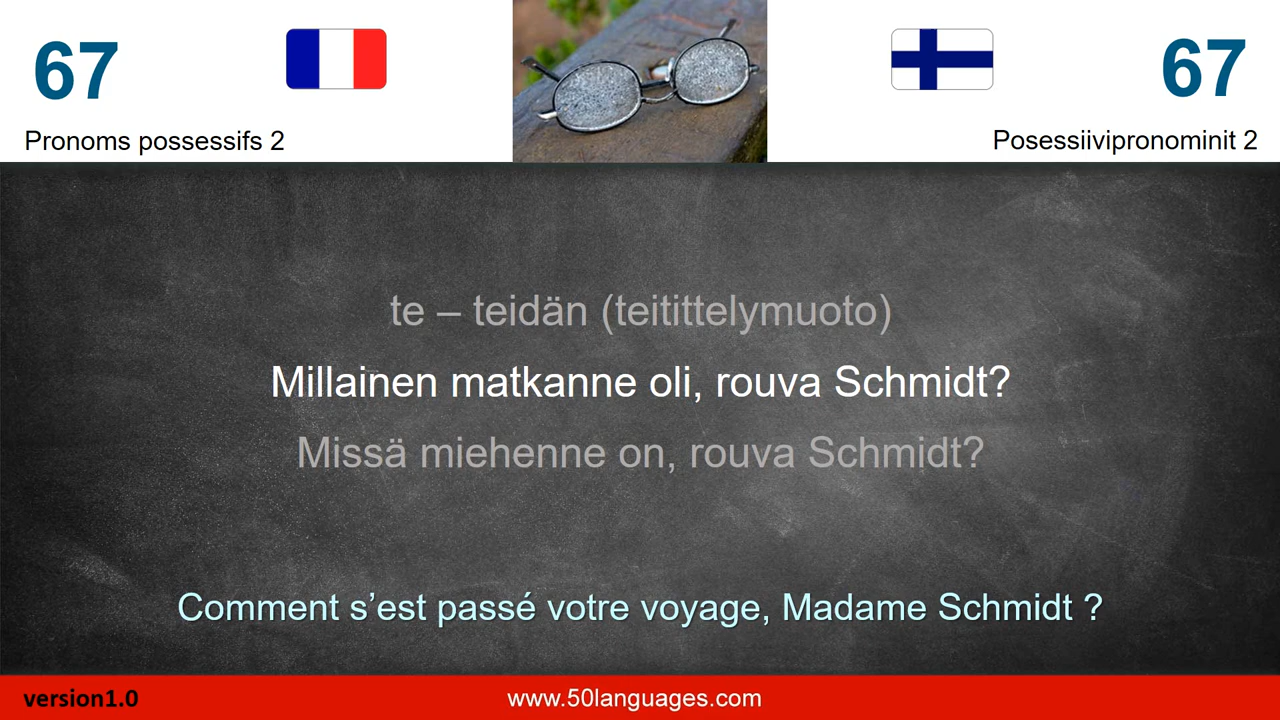 67
67
Pronoms possessifs 2
Posessiivipronominit 2
te – teidän (teitittelymuoto)
Millainen matkanne oli, rouva Schmidt?
Missä miehenne on, rouva Schmidt?
Comment s’est passé votre voyage, Madame Schmidt ?
version1.0
www.50languages.com